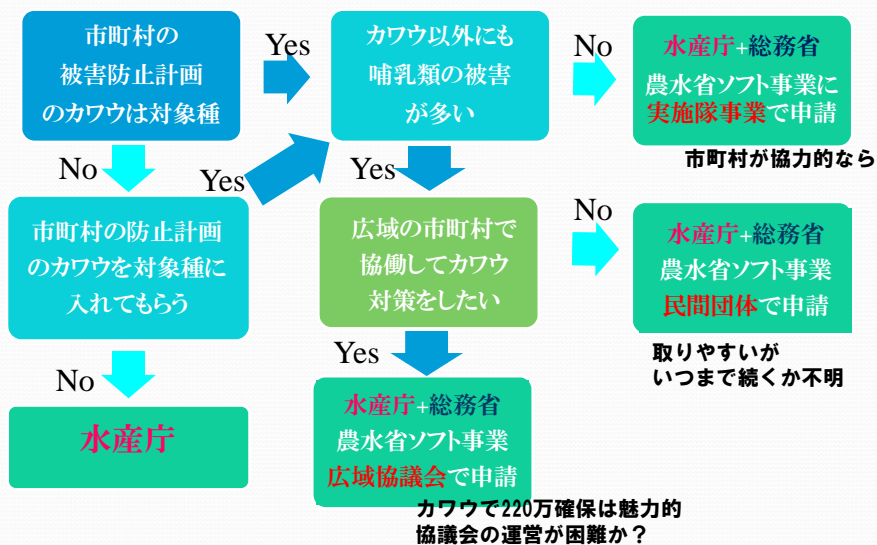 市町村の
被害防止計画
のカワウは対象種
Yes
カワウ以外にも
哺乳類の被害
が多い
No
水産庁+総務省
農水省ソフト事業に
実施隊事業で申請
市町村が協力的なら
No
Yes
Yes
市町村の防止計画
のカワウを対象種に
入れてもらう
広域の市町村で
協働してカワウ
対策をしたい
No
水産庁+総務省
農水省ソフト事業
民間団体で申請
取りやすいが
いつまで続くか不明
No
水産庁
Yes
水産庁+総務省
農水省ソフト事業
広域協議会で申請
カワウで220万確保は魅力的
協議会の運営が困難か？